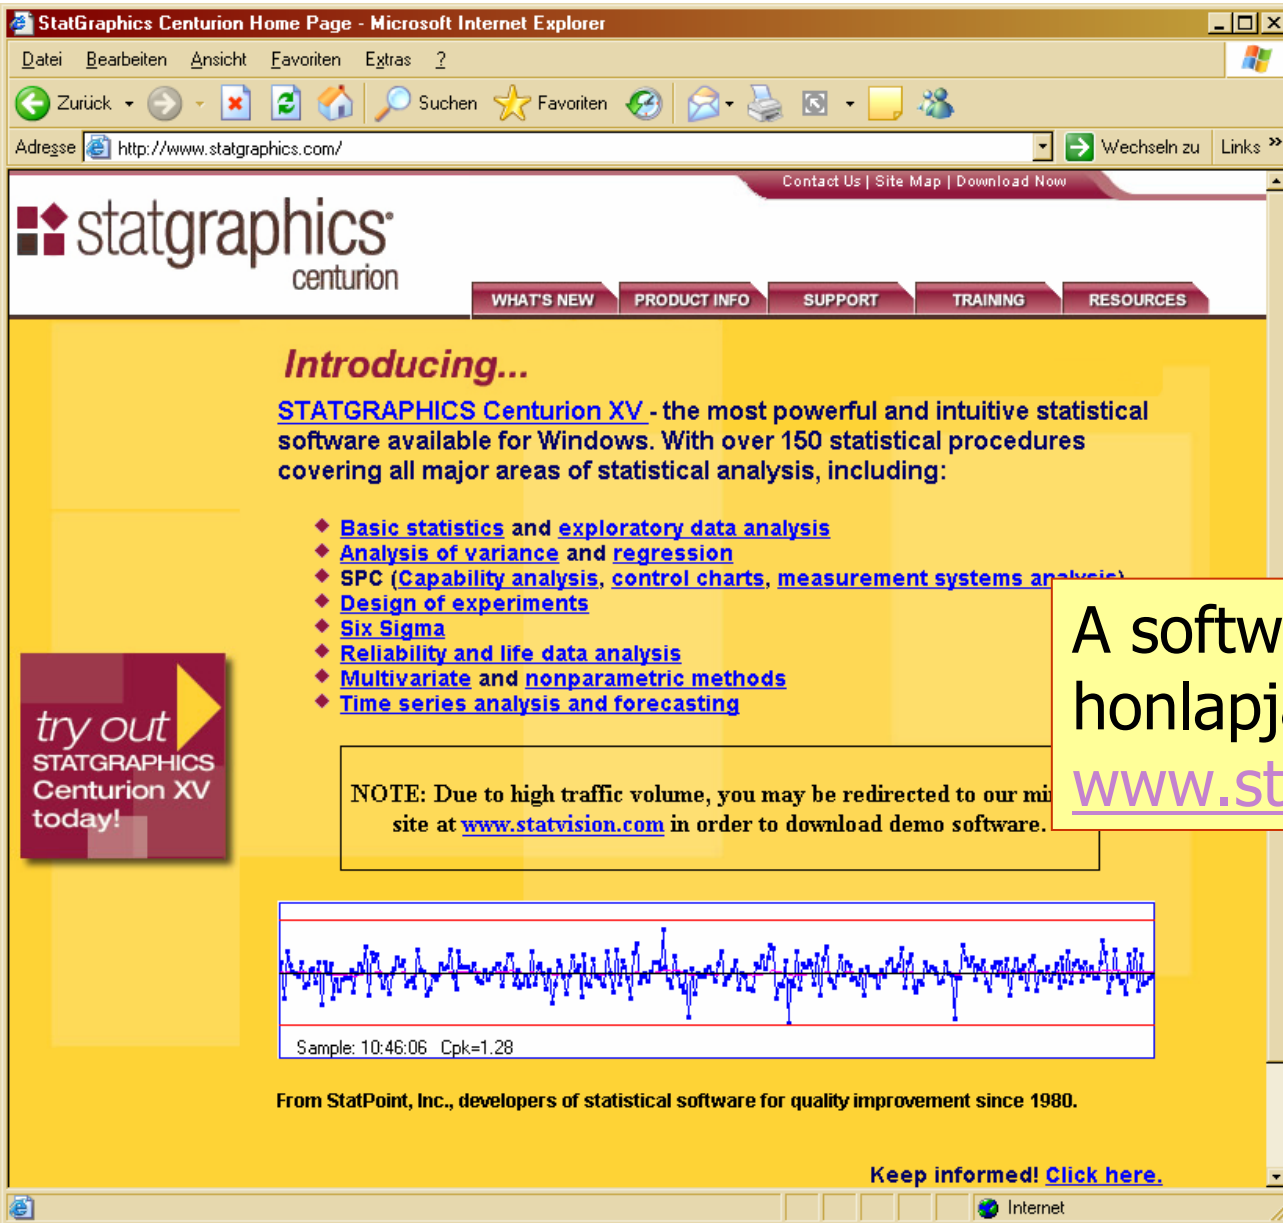 StatGraphics Centurion Home Page - Microsoft Internet Explorer
Datei Bearbeiten Ansicht Favoriten Extras ?
Zurück Suchen Favoriten
Adresse http://www.statgraphics.com/ Wechseln zu Links »
Contact Us | Site Map | Download Now
statgraphics
centurion
WHAT'S NEW PRODUCT INFO SUPPORT TRAINING RESOURCES
Introducing...
STATGRAPHICS Centurion XV - the most powerful and intuitive statistical
software available for Windows. With over 150 statistical procedures
covering all major areas of statistical analysis, including:
Basic statistics and exploratory data analysis
Analysis of variance and regression
SPC (Capability analysis, control charts, measurement systems analysis)
Design of experiments
Six Sigma
Reliability and life data analysis
Multivariate and nonparametric methods
Time series analysis and forecasting
try out
STATGRAPHICS
Centurion XV
today!
NOTE: Due to high traffic volume, you may be redirected to our
site at www.statvision.com in order to download demo software.
A
Sample: 10:46:06 Cpk=1.28
From StatPoint, Inc., developers of statistical software for quality improvement since 1980.
Keep informed! Click here.
Internet